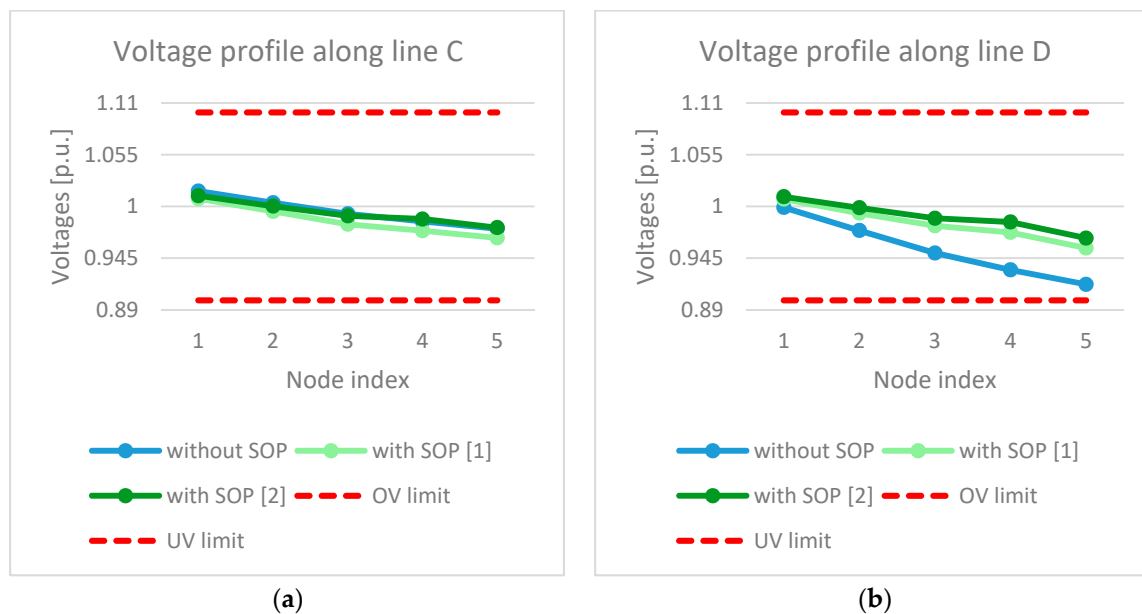 Voltage profile along line C
Voltages [p.u.]
1.11
1.055
1
0.945
0.89
1 2 3 4 5
Node index
without SOP with SOP [1]
with SOP [2] OV limit
UV limit
(a)
Voltage profile along line D
Voltages [p.u.]
1.11
1.055
1
0.945
0.89
1 2 3 4 5
Node index
without SOP with SOP [1]
with SOP [2] OV limit
UV limit
(b)